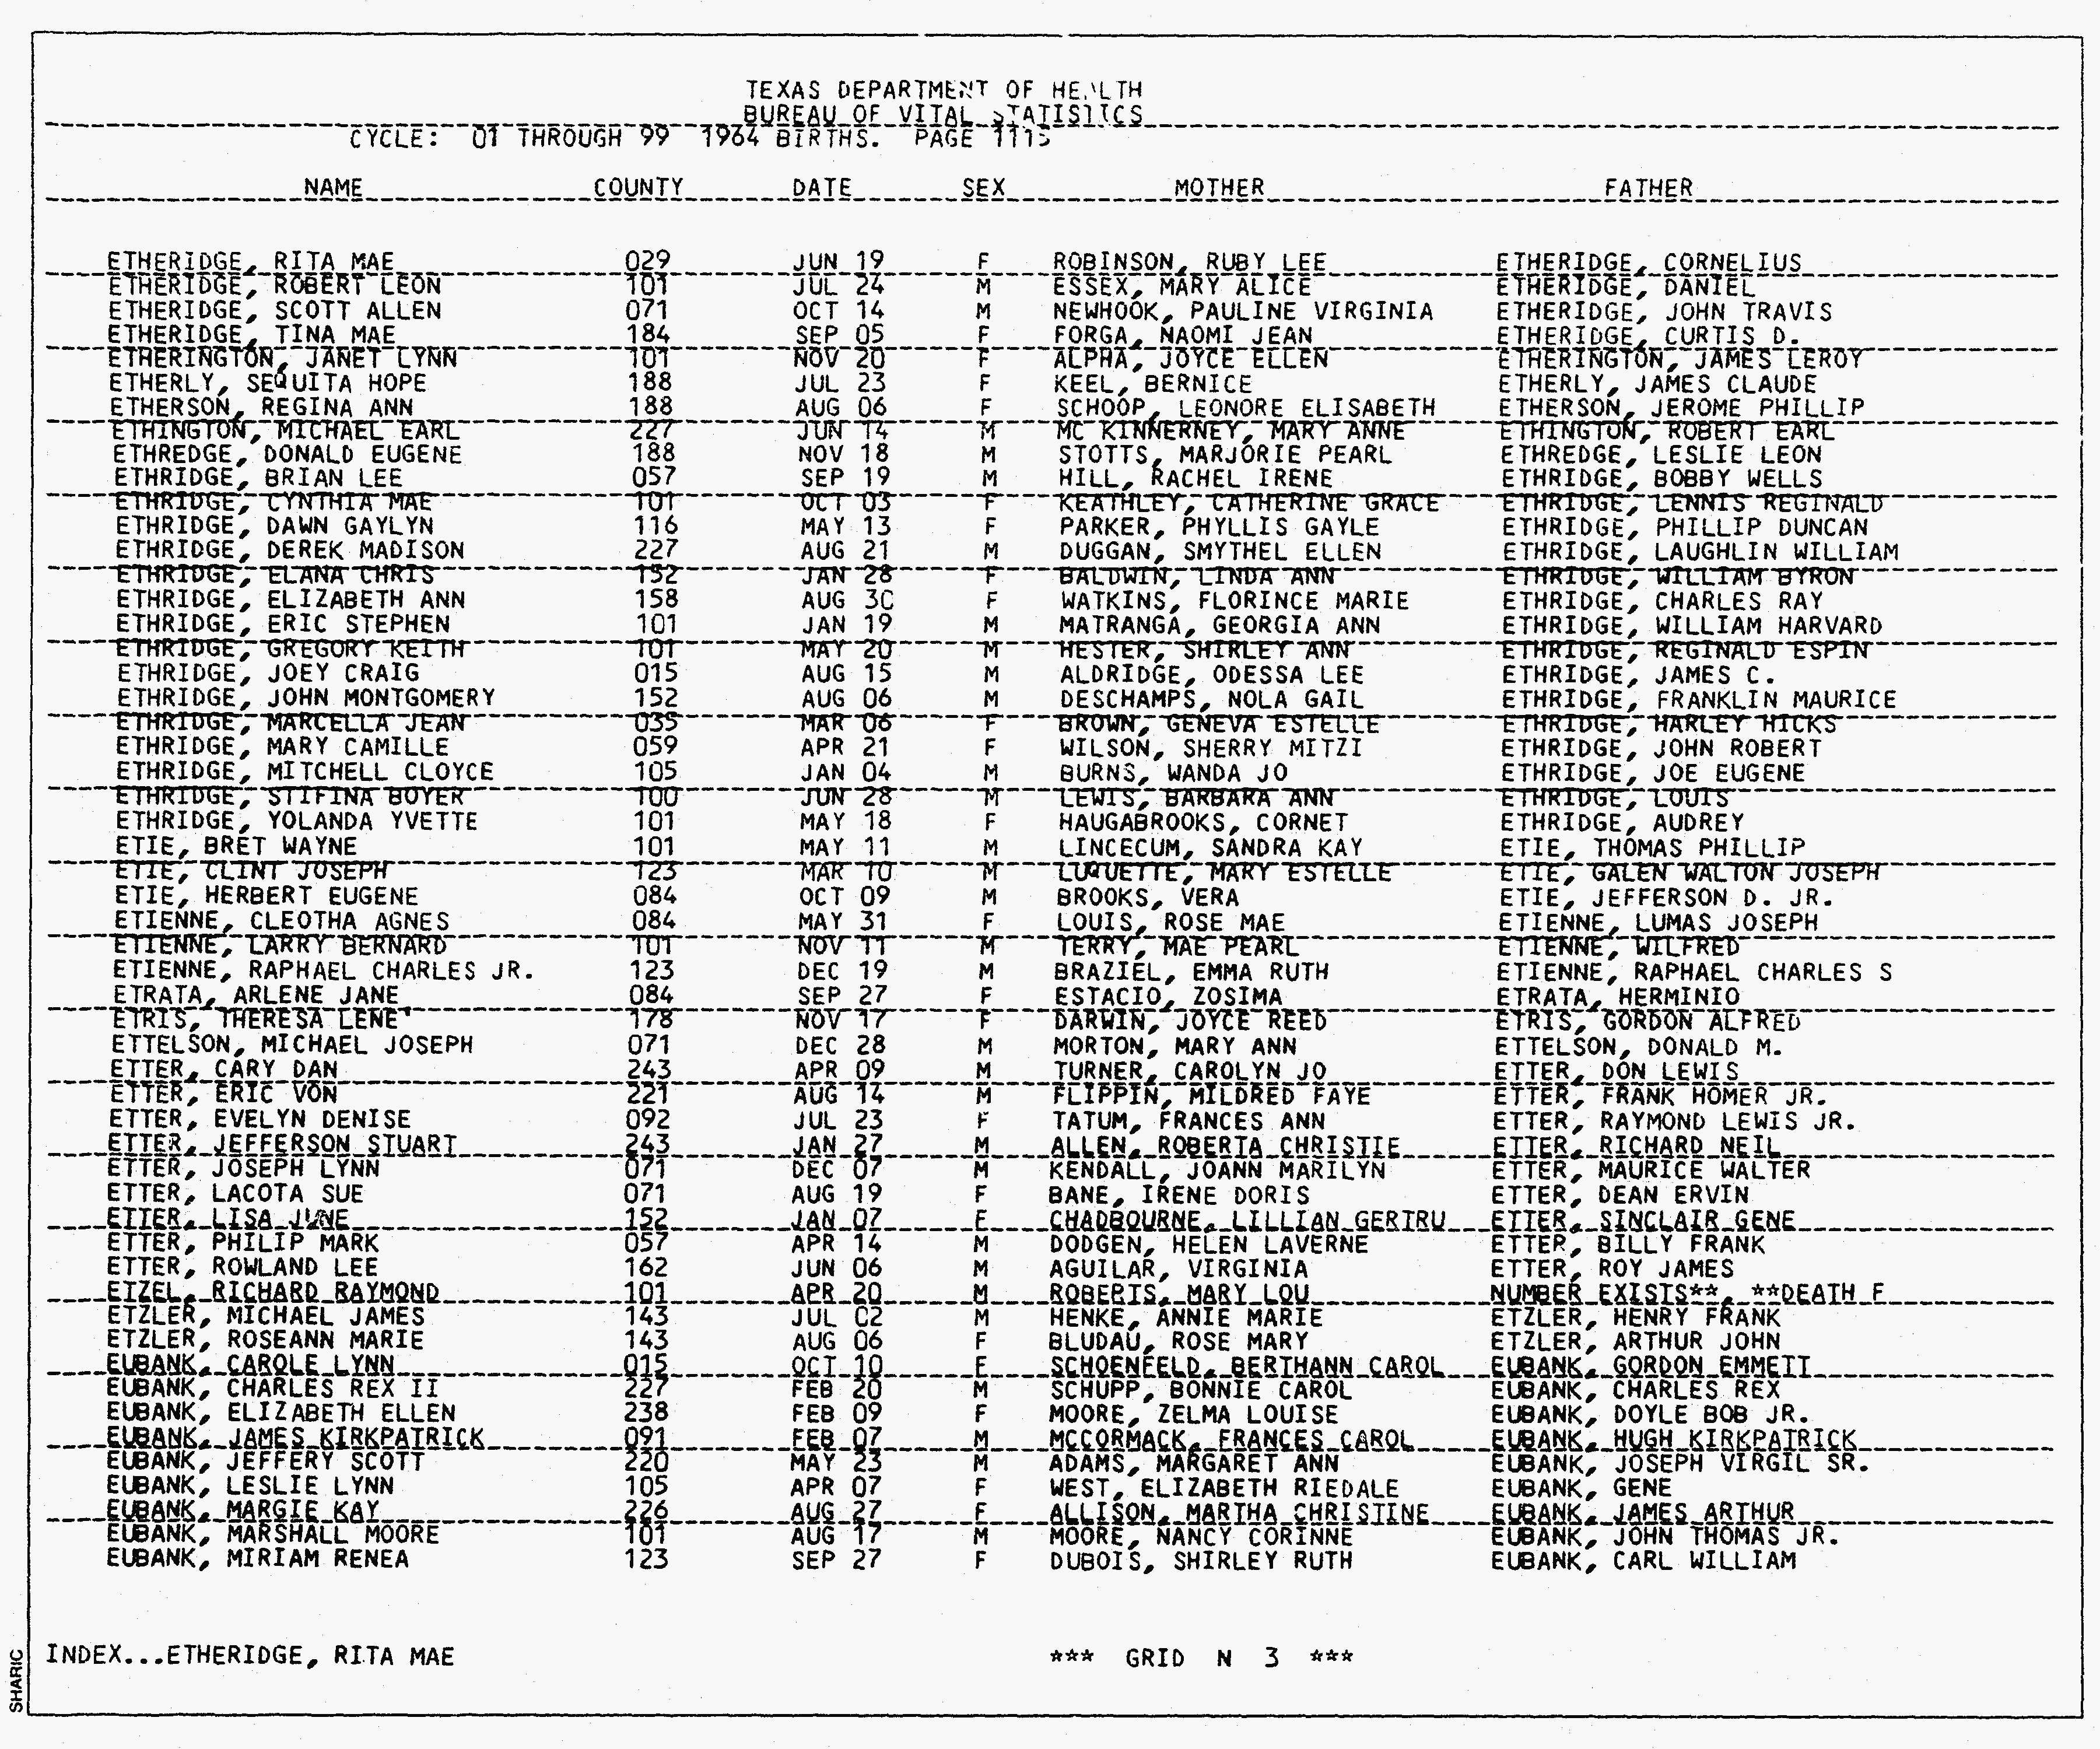 TEXAS DEPARTMENT OF HEALTH
BUREAU OF VITAL STATISTICS
CYCLE: 01 THROUGH 99 1964 BIRTHS. PAGE
NAME COUNTY DATE SEX MOTHER FATHER
ETHERIDGE, RITA MAE 029 JUN 19 F ROBINSON, RUBY LEE ETHERIDGE, CORNELIUS
ETHERIDGE, ROBERT LEON 101 JUL 24 M ESSEX, MARY ALICE ETHERIDGE, DANIEL
ETHERIDGE, SCOTT ALLEN 071 OCT 14 M NEWHOOK, PAULINE VIRGINIA ETHERIDGE, JOHN TRAVIS
ETHERIDGE, TINA MAE 184 SEP 05 F FORGA, NAOMI JEAN ETHERIDGE, CURTIS D.
ETHERINGTON, JANET LYNN 101 NOV 20 F ALPHA, JOYCE ELLEN ETHERINGTON, JAMES LEROY
ETHERLY, SEQUITA HOPE 188 JUL 23 F KEEL, BERNICE ETHERLY, JAMES CLAUDE
ETHERSON, REGINA ANN 188 AUG 06 F SCHOOP, LEONORE ELISABETH ETHERSON, JEROME PHILLIP
ETHINGTON, MICHAEL EARL 227 JUN 14 M MC KINNERNEY, MARY ANNE ETHINGTON, ROBERT EARL
ETHREDGE, DONALD EUGENE 188 NOV 18 M STOTTS, MARJORIE PEARL ETHREDGE, LESLIE LEON
ETHRIDGE, BRIAN LEE 057 SEP 19 M HILL, RACHEL IRENE ETHRIDGE, BOBBY WELLS
ETHRIDGE, CYNTHIA MAE 101 OCT 03 F KEATHLEY, CATHERINE GRACE ETHRIDGE, LENNIS REGINALD
ETHRIDGE, DAWN GAYLYN 116 MAY 13 F PARKER, PHYLLIS GAYLE ETHRIDGE, PHILLIP DUNCAN
ETHRIDGE, DEREK MADISON 227 AUG 21 M DUGGAN, SMYTHEL ELLEN ETHRIDGE, LAUGHLIN WILLIAM
ETHRIDGE, ELANA CHRIS 152 JAN 28 F BALDWIN, LINDA ANN ETHRIDGE, WILLIAM BYRON
ETHRIDGE, ELIZABETH ANN 158 AUG 30 F WATKINS, FLORINCE MARIE ETHRIDGE, CHARLES RAY
ETHRIDGE, ERIC STEPHEN 101 JAN 19 M MATRANGA, GEORGIA ANN ETHRIDGE, WILLIAM HARVARD
ETHRIDGE, GREGORY KEITH 101 MAY 20 M HESTER, SHIRLEY ANN ETHRIDGE, REGINALD ESPIN
ETHRIDGE, JOEY CRAIG 015 AUG 15 M ALDRIDGE, ODESSA LEE ETHRIDGE, JAMES C.
ETHRIDGE, JOHN MONTGOMERY 152 AUG 06 M DESCHAMPS, NOLA GAIL ETHRIDGE, FRANKLIN MAURICE
ETHRIDGE, MARCELLA JEAN 035 MAR 06 F BROWN, GENEVA ESTELLE ETHRIDGE, HARLEY HICKS
ETHRIDGE, MARY CAMILLE 059 APR 21 F WILSON, SHERRY MITZI ETHRIDGE, JOHN ROBERT
ETHRIDGE, MITCHELL CLOYCE 105 JAN 04 M BURNS, WANDA JO ETHRIDGE, JOE EUGENE
ETHRIDGE, STIFINA BOYER 100 JUN 28 M LEWIS, BARBARA ANN ETHRIDGE, LOUIS
ETHRIDGE, YOLANDA YVETTE 101 MAY 18 F HAUGABROOKS, CORNET ETHRIDGE, AUDREY
ETIE, BRET WAYNE 101 MAY 11 M LINCECUM, SANDRA KAY ETIE, THOMAS PHILLIP
ETIE, CLINT JOSEPH 123 MAR 10 M LUQUETTE, MARY ESTELLE ETIE, GALEN WALTON JOSEPH
ETIE, HERBERT EUGENE 084 OCT 09 M BROOKS, VERA ETIE, JEFFERSON D. JR.
ETIENNE, CLEOTHA AGNES 084 MAY 31 F LOUIS, ROSE MAE ETIENNE, LUMAS JOSEPH
ETIENNE, LARRY BERNARD 101 NOV 11 M TERRY, MAE PEARL ETIENNE, WILFRED
ETIENNE, RAPHAEL CHARLES JR. 123 DEC 19 M BRAZIEL, EMMA RUTH ETIENNE, RAPHAEL CHARLES S
ETRATA, ARLENE JANE 084 SEP 27 F ESTACIO, ZOSIMA ETRATA, HERMINIO
ETRIS, THERESA LENE' 178 NOV 17 F DARWIN, JOYCE REED ETRIS, GORDON ALFRED
ETTELSON, MICHAEL JOSEPH 071 DEC 28 M MORTON, MARY ANN ETTELSON, DONALD M.
ETTER, CARY DAN 243 APR 09 M TURNER, CAROLYN JO ETTER, DON LEWIS
ETTER, ERIC VON 221 AUG 14 M FLIPPIN, MILDRED FAYE ETTER, FRANK HOMER JR.
ETTER, EVELYN DENISE 092 JUL 23 F TATUM, FRANCES ANN ETTER, RAYMOND LEWIS JR.
ETTER, JEFFERSON STUART 243 JAN 27 M ALLEN, ROBERTA CHRISTIE ETTER, RICHARD NEIL
ETTER, JOSEPH LYNN 071 DEC 07 M KENDALL, JOANN MARILYN ETTER, MAURICE WALTER
ETTER, LACOTA SUE 071 AUG 19 F BANE, IRENE DORIS ETTER, DEAN ERVIN
ETTER, LISA JUNE 152 JAN 07 F CHADBOURNE, LILLIAN GERTRU ETTER, SINCLAIR GENE
ETTER, PHILIP MARK 057 APR 14 M DODGEN, HELEN LAVERNE ETTER, BILLY FRANK
ETTER, ROWLAND LEE 162 JUN 06 M AGUILAR, VIRGINIA ETTER, ROY JAMES
ETZEL, RICHARD RAYMOND 101 APR 20 M ROBERTS, MARY LOU NUMBER EXISTS**, **DEATH F
ETZLER, MICHAEL JAMES 143 JUL 02 M HENKE, ANNIE MARIE ETZLER, HENRY FRANK
ETZLER, ROSEANN MARIE 143 AUG 06 F BLUDAU, ROSE MARY ETZLER, ARTHUR JOHN
EUBANK, CAROLE LYNN 015 OCT 10 F SCHOENFELD, BERTHANN CAROL EUBANK, GORDON EMMETT
EUBANK, CHARLES REX II 227 FEB 20 M SCHUPP, BONNIE CAROL EUBANK, CHARLES REX
EUBANK, ELIZABETH ELLEN 238 FEB 09 F MOORE, ZELMA LOUISE EUBANK, DOYLE BOB JR.
EUBANK, JAMES KIRKPATRICK 091 FEB 07 M MCCORMACK, FRANCES CAROL EUBANK, HUGH KIRKPATRICK
EUBANK, JEFFERY SCOTT 220 MAY 23 M ADAMS, MARGARET ANN EUBANK, JOSEPH VIRGIL SR.
EUBANK, LESLIE LYNN 105 APR 07 F WEST, ELIZABETH RIEDALE EUBANK, GENE
EUBANK, MARGIE KAY 226 AUG 27 F ALLISON, MARTHA CHRISTINE EUBANK, JAMES ARTHUR
EUBANK, MARSHALL MOORE 101 AUG 17 M MOORE, NANCY CORINNE EUBANK, JOHN THOMAS JR.
EUBANK, MIRIAM RENEA 123 SEP 27 F DUBOIS, SHIRLEY RUTH EUBANK, CARL WILLIAM
INDEX...ETHERIDGE, RITA MAE *** GRID N 3 ***
SHARIC